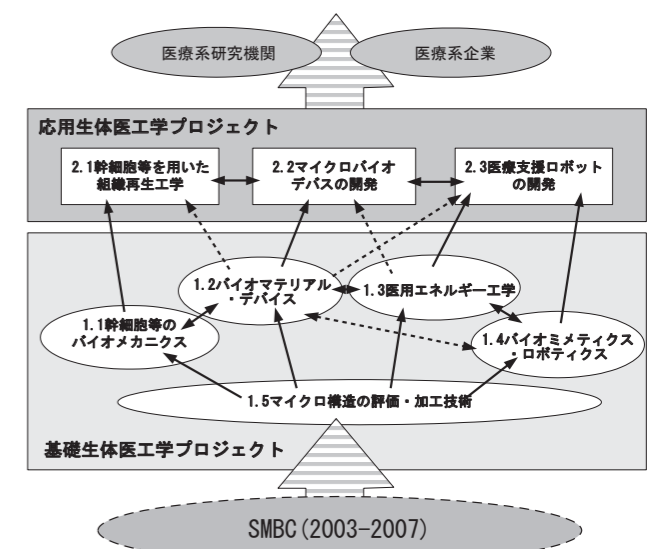 医療系研究機関
医療系企業
応用生体医工学プロジェクト
2.1幹細胞等を用いた
組織再生工学
2.2マイクロバイオ
デバスの開発
2.3医療支援ロボット
の開発
1.2バイオマテリアル
・デバイス
1.3医用エネルギー工学
1.1幹細胞等の
バイオメカニクス
1.4バイオミメティクス
・ロボティクス
1.5マイクロ構造の評価・加工技術
基礎生体医工学プロジェクト
SMBC(2003-2007)